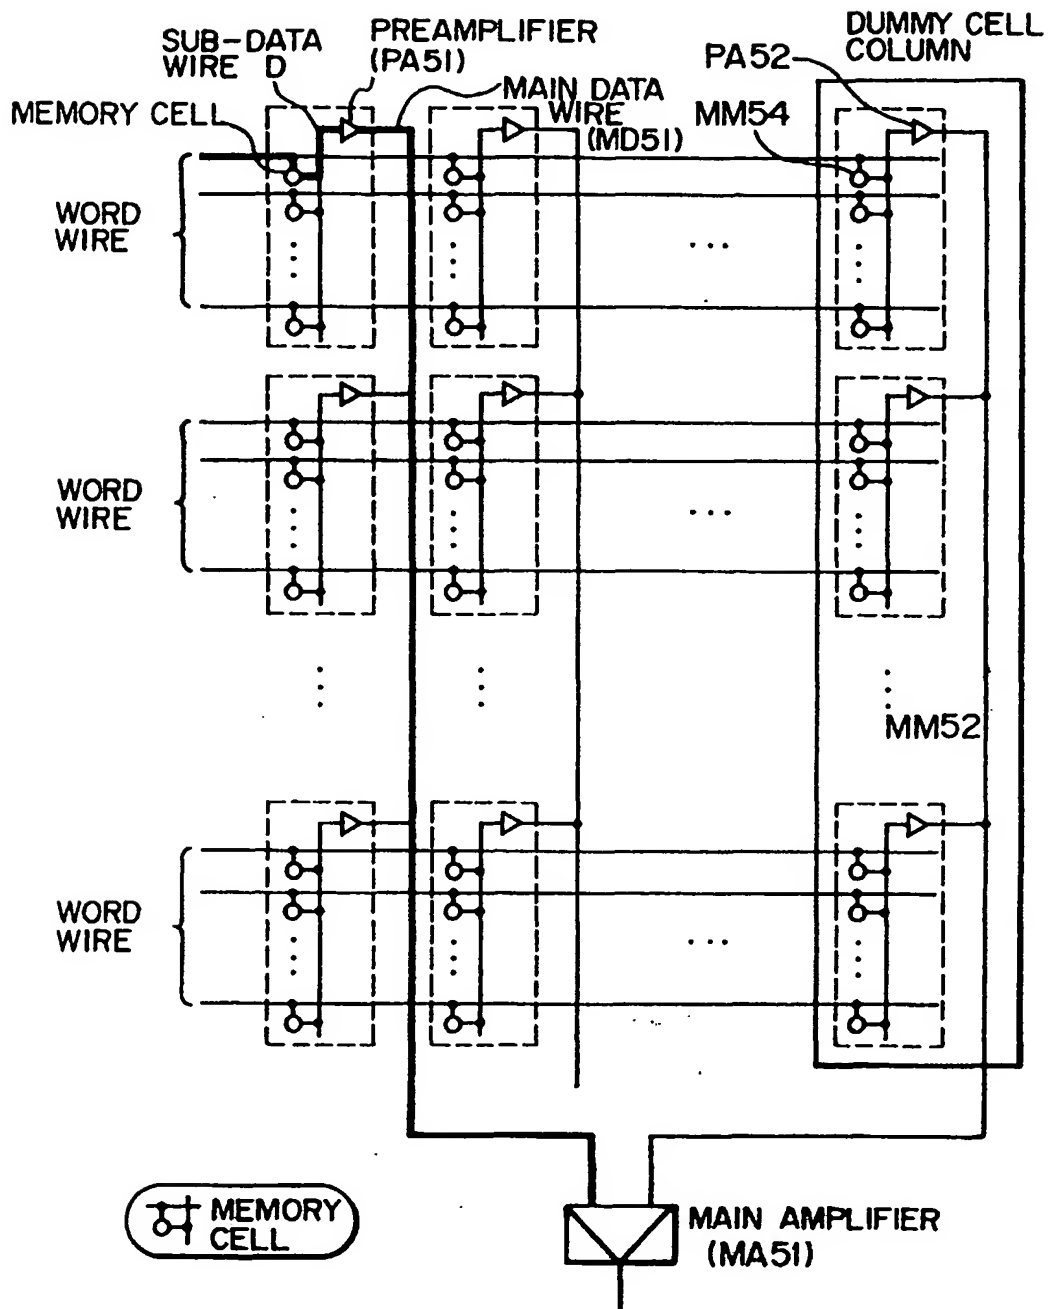 SUB-DATA
WIRE D
PREAMPLIFIER
(PA51)
DUMMY CELL
COLUMN
PA52
MEMORY CELL
MAIN DATA
WIRE
(MD51)
MM54
WORD
WIRE
...
WORD
WIRE
...
MM52
WORD
WIRE
...
MEMORY
CELL
MAIN AMPLIFIER
(MA51)